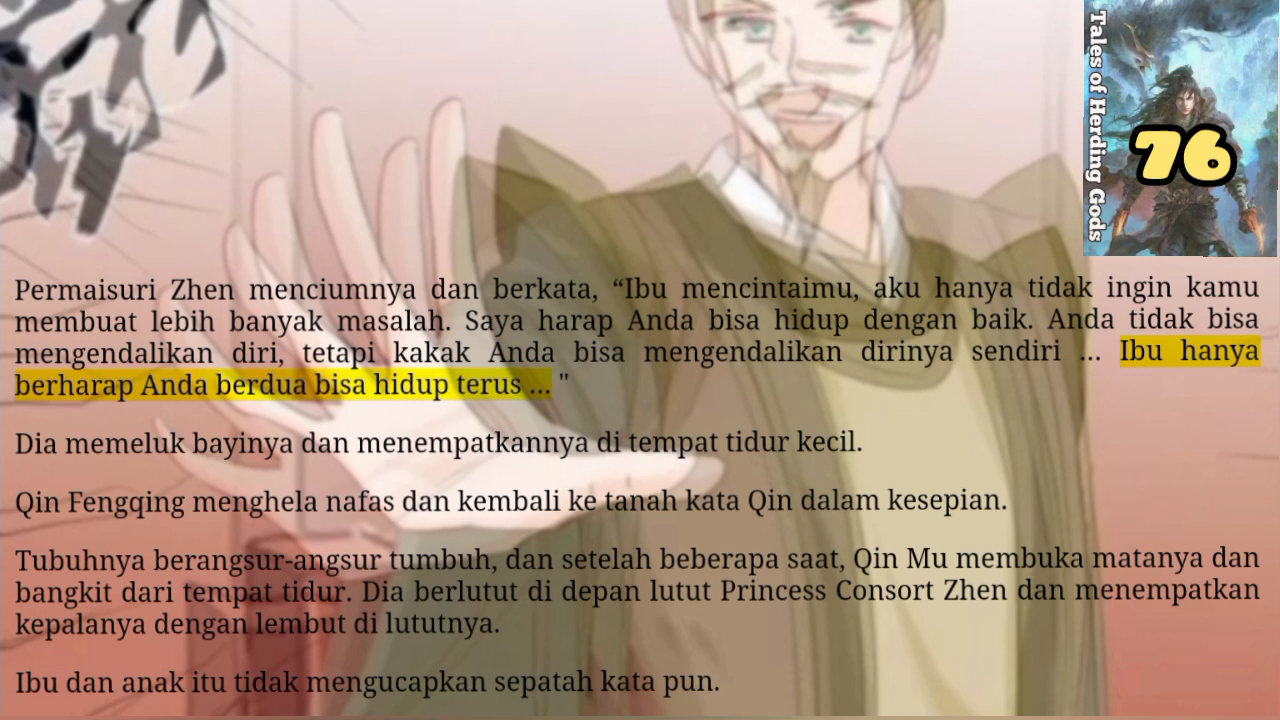 Tales of Herding Gods
76
Permaisuri Zhen menciumnya dan berkata, “Ibu mencintaimu, aku hanya tidak ingin kamu
membuat lebih banyak masalah. Saya harap Anda bisa hidup dengan baik. Anda tidak bisa
mengendalikan diri, tetapi kakak Anda bisa mengendalikan dirinya sendiri ... Ibu hanya
berharap Anda berdua bisa hidup terus ... "
Dia memeluk bayinya dan menempatkannya di tempat tidur kecil.
Qin Fengqing menghela nafas dan kembali ke tanah kata Qin dalam kesepian.
Tubuhnya berangsur-angsur tumbuh, dan setelah beberapa saat, Qin Mu membuka matanya dan
bangkit dari tempat tidur. Dia berlutut di depan lutut Princess Consort Zhen dan menempatkan
kepalanya dengan lembut di lututnya.
Ibu dan anak itu tidak mengucapkan sepatah kata pun.